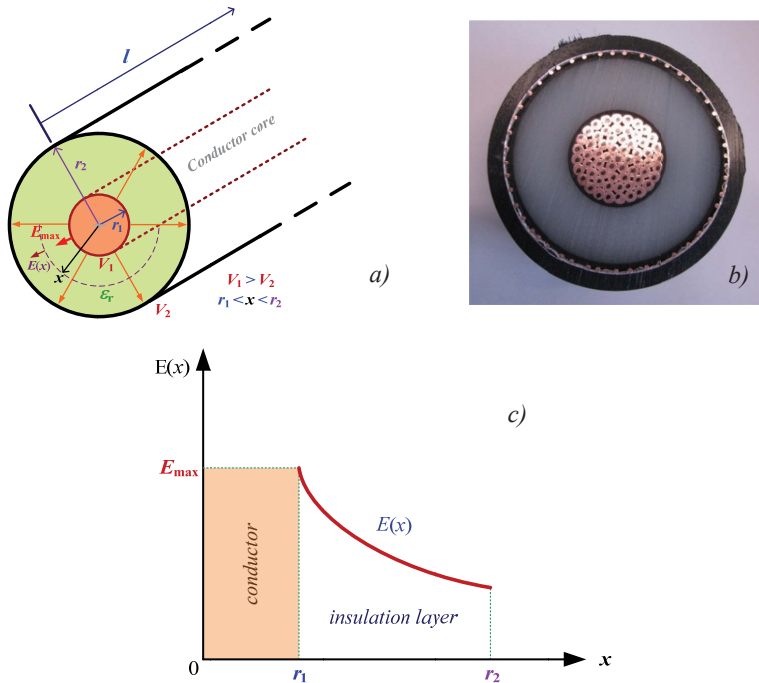 l
r2
Conductor core
r1
Emax
E(x)
x
V1
εr
V2
V1 > V2
r1 < x < r2
a)
b)
E(x)
c)
Emax
E(x)
conductor
insulation layer
0
r1
r2
x